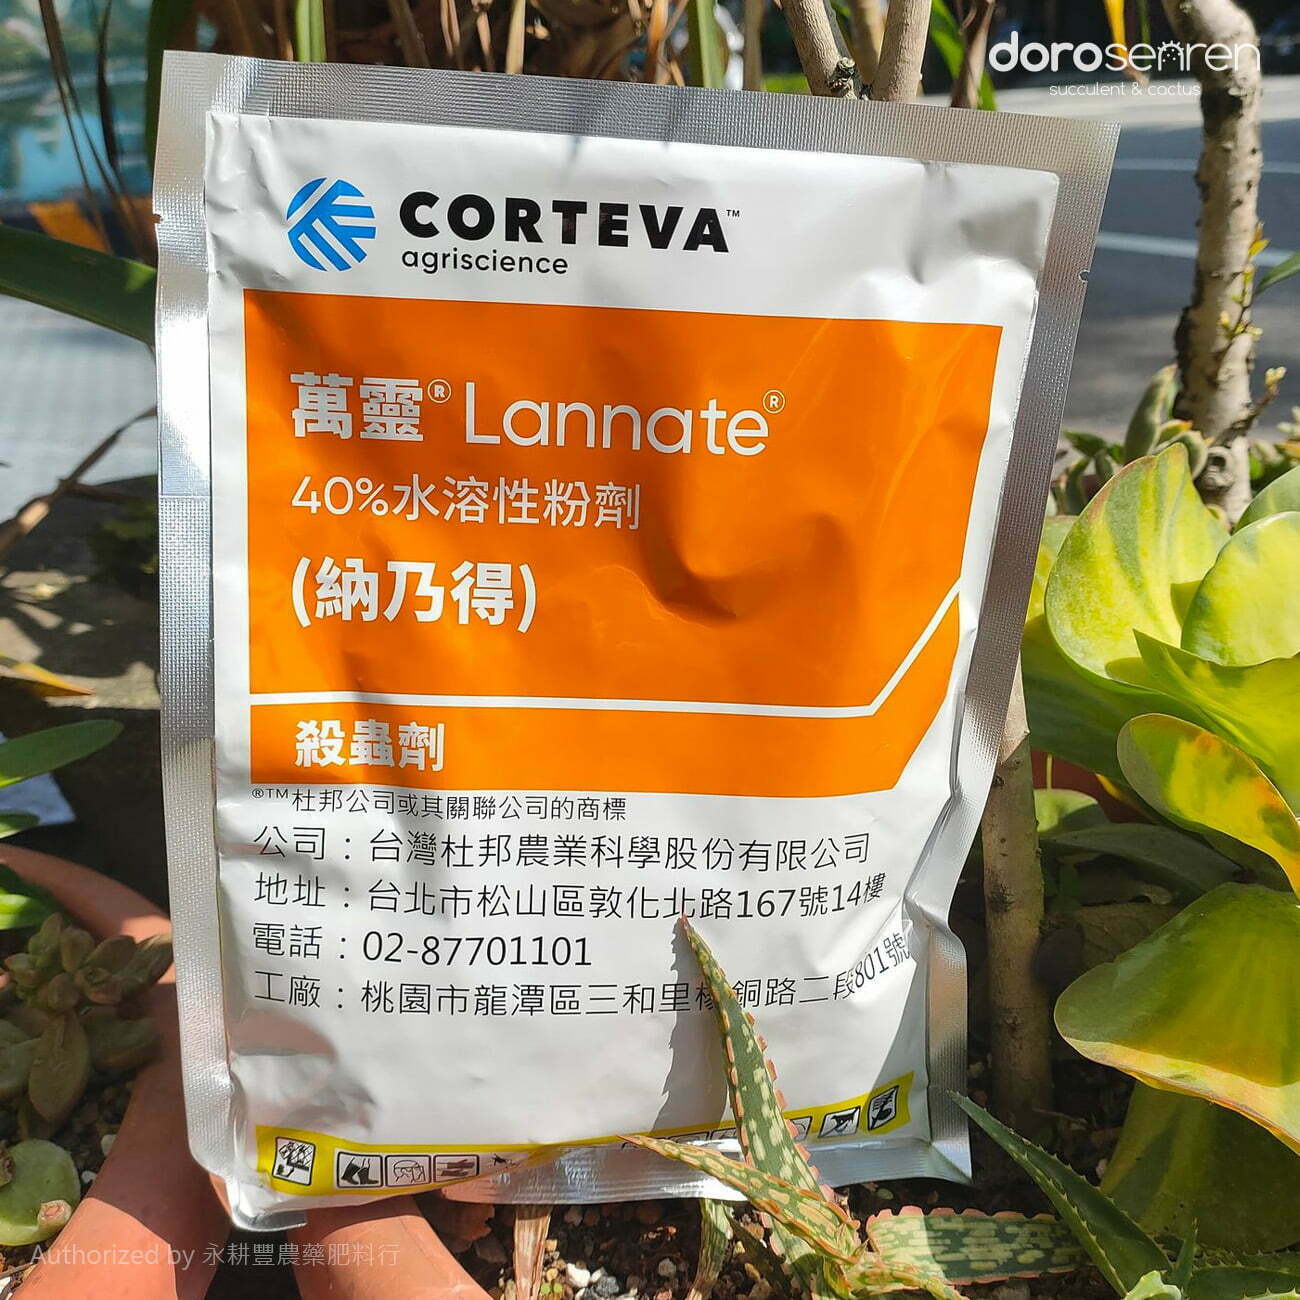 dorosenren
succulent & cactus
CORTEVA™
agriscience
萬靈® Lannate®
40%水溶性粉劑
(納乃得)
殺蟲劑
®™杜邦公司或其關聯公司的商標
公司：台灣杜邦農業科學股份有限公司
地址：台北市松山區敦化北路167號14樓
電話：02-87701101
工廠：桃園市龍潭區三和里楊銅路二段801號
Authorized by 永耕豐農藥肥料行